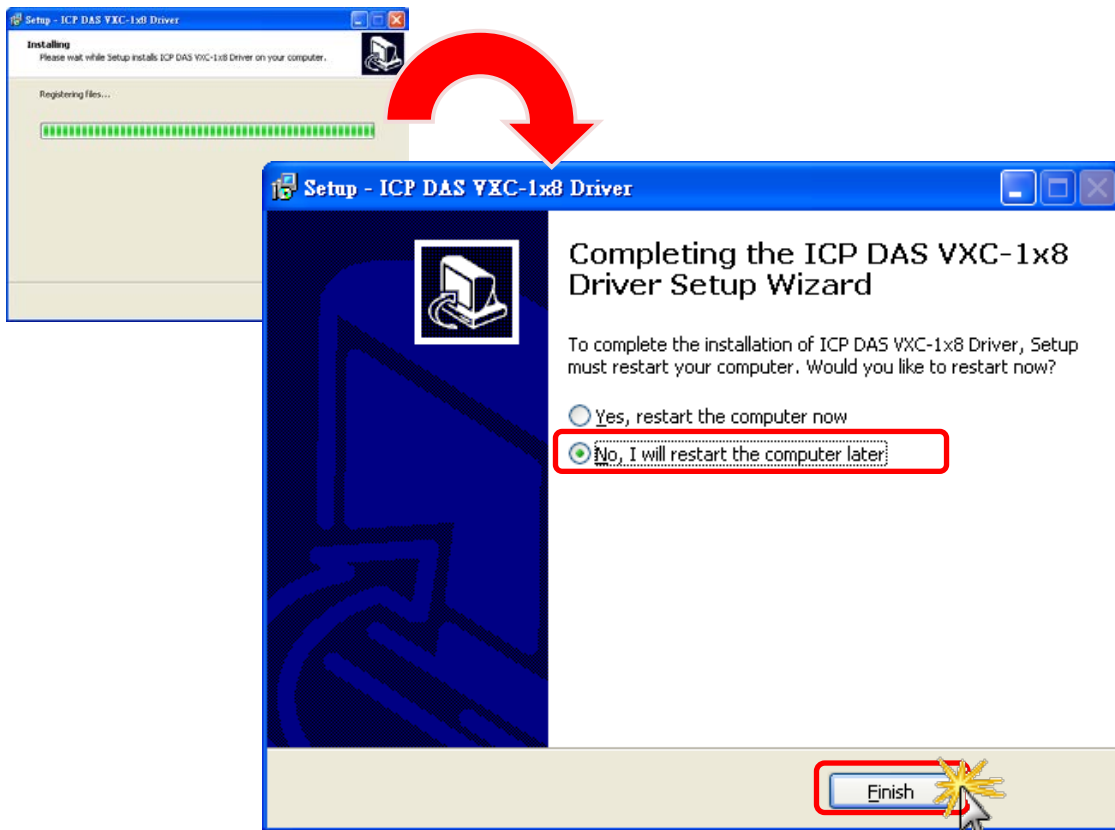 Setup - ICP DAS VXC-1x8 Driver
Installing
Please wait while Setup installs ICP DAS VXC-1x8 Driver on your computer.
Registering files...
Setup - ICP DAS VXC-1x8 Driver
Completing the ICP DAS VXC-1x8
Driver Setup Wizard
To complete the installation of ICP DAS VXC-1x8 Driver, Setup
must restart your computer. Would you like to restart now?
Yes, restart the computer now
No, I will restart the computer later
Finish